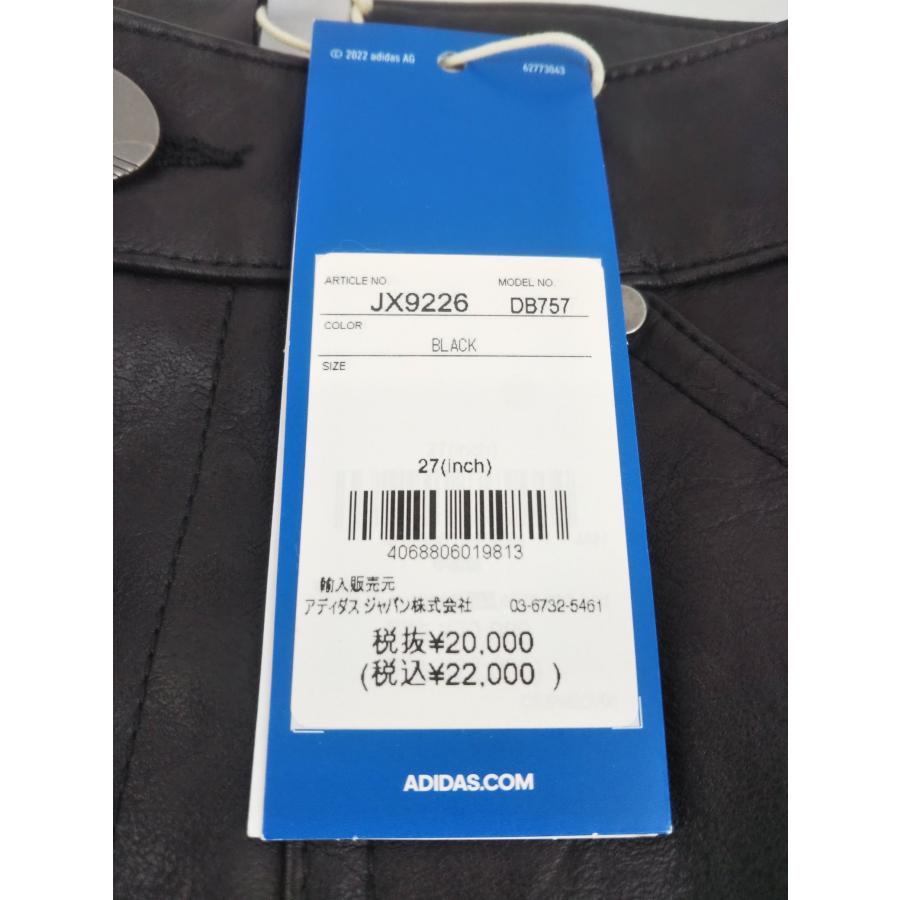 © 2022 adidas AG 62773043
ARTICLE NO. MODEL NO.
JX9226 DB757
COLOR
BLACK
SIZE
27(inch)
4068806019813
輸入販売元
アディダス ジャパン株式会社 03-6732-5461
税抜¥20,000
(税込¥22,000 )
ADIDAS.COM